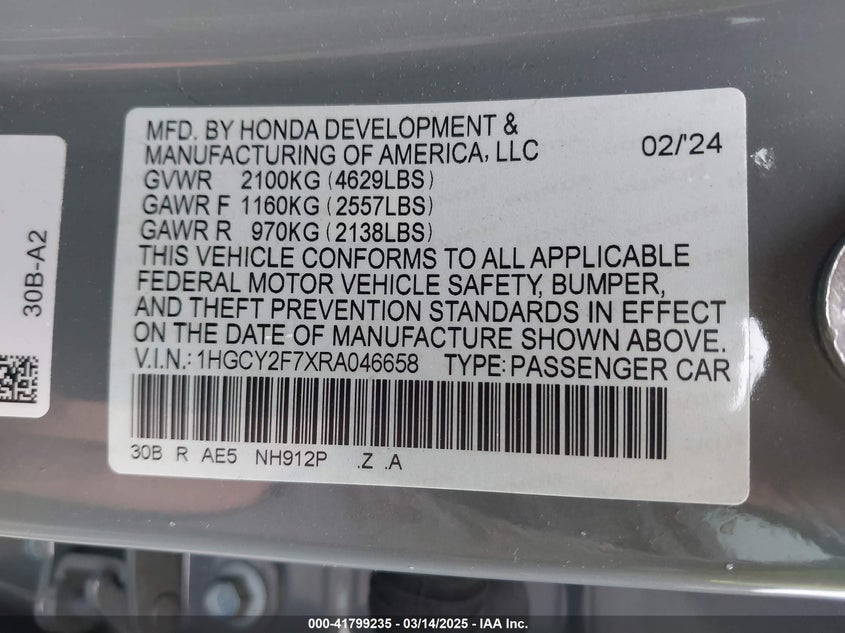 MFD. BY HONDA DEVELOPMENT &
MANUFACTURING OF AMERICA, LLC 02/'24
GVWR 2100KG (4629LBS)
GAWR F 1160KG (2557LBS)
GAWR R 970KG (2138LBS)
THIS VEHICLE CONFORMS TO ALL APPLICABLE
FEDERAL MOTOR VEHICLE SAFETY, BUMPER,
AND THEFT PREVENTION STANDARDS IN EFFECT
ON THE DATE OF MANUFACTURE SHOWN ABOVE.
V.I.N.: 1HGCY2F7XRA046658 TYPE: PASSENGER CAR
30B R AE5 NH912P .Z .A
30B-A2
000-41799235 - 03/14/2025 - IAA Inc.